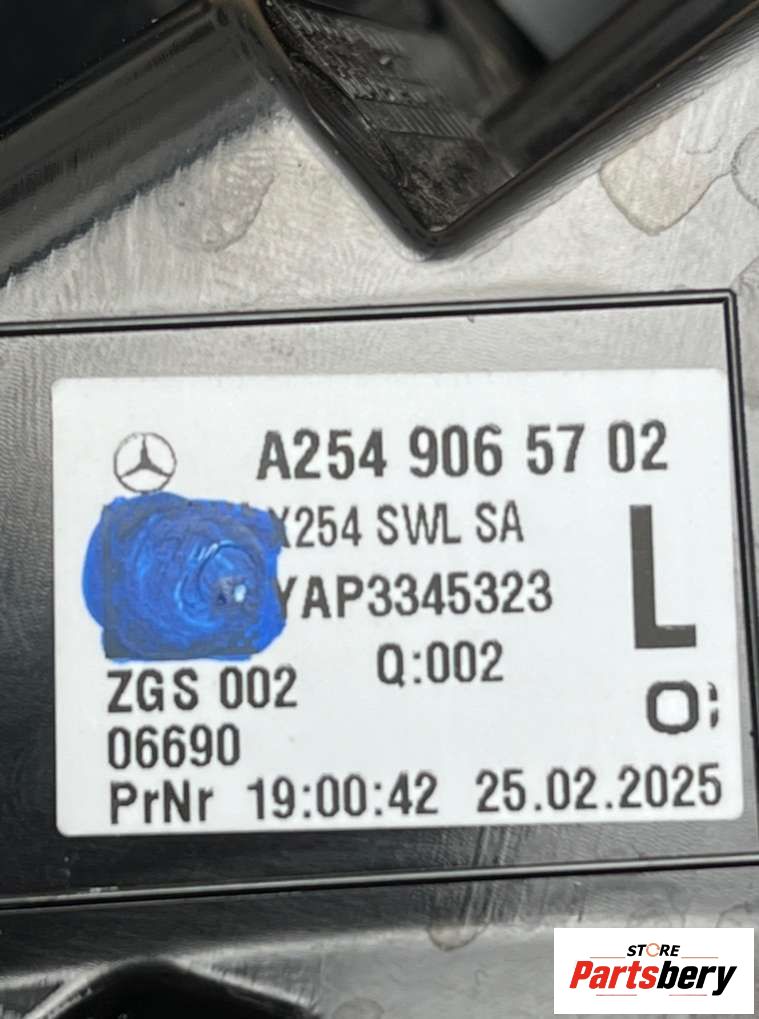 A254 906 57 02
X254 SWL SA
YAP3345323
L
Q:002
ZGS 002
06690
PrNr 19:00:42 25.02.2025
STORE
Partsbery